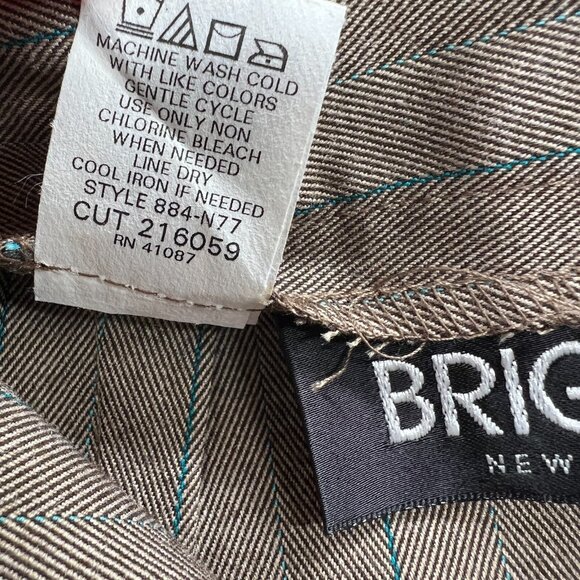 MACHINE WASH COLD
WITH LIKE COLORS
GENTLE CYCLE
USE ONLY NON
CHLORINE BLEACH
WHEN NEEDED
LINE DRY
COOL IRON IF NEEDED
STYLE 884-N77
CUT 216059
RN 41087
BRIG
NEW